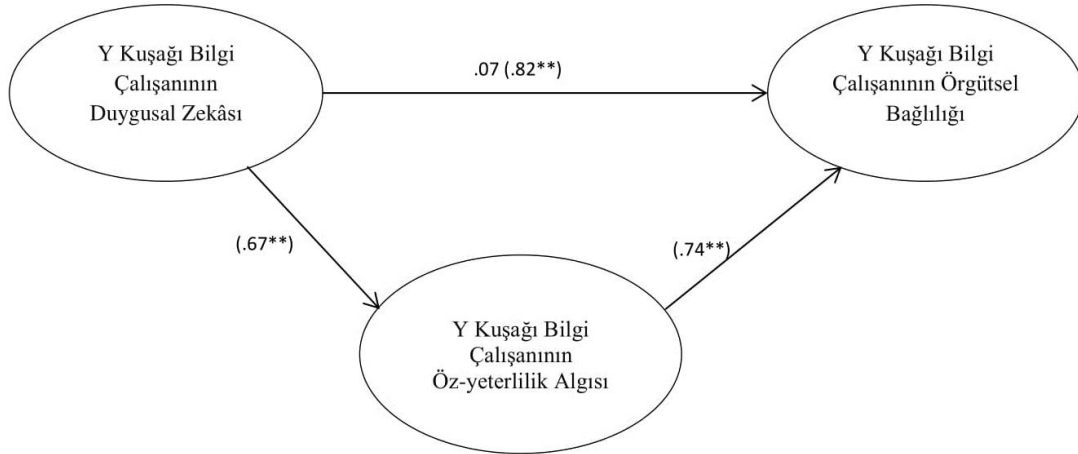 Y Kuşağı Bilgi
Çalışanının
Duygusal Zekâsı
.07 (.82**)
Y Kuşağı Bilgi
Çalışanının Örgütsel
Bağlılığı
(.67**)
(.74**)
Y Kuşağı Bilgi
Çalışanının
Öz-yeterlilik Algısı